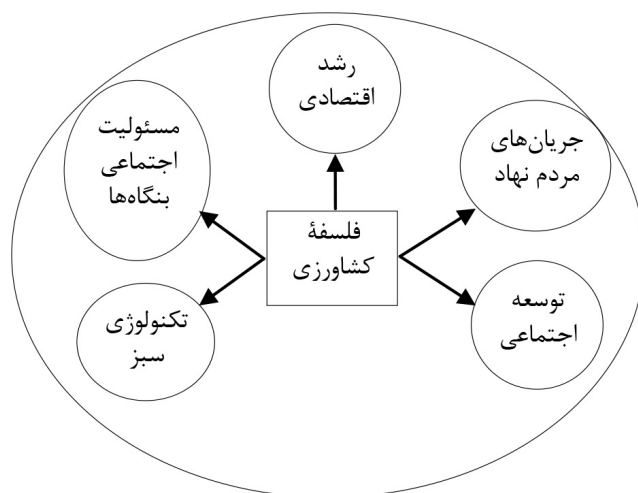 رشد
اقتصادی
جریان‌های
مردم نهاد
مسئولیت
اجتماعی
بنگاه‌ها
فلسفهٔ
کشاورزی
توسعه
اجتماعی
تکنولوژی
سبز